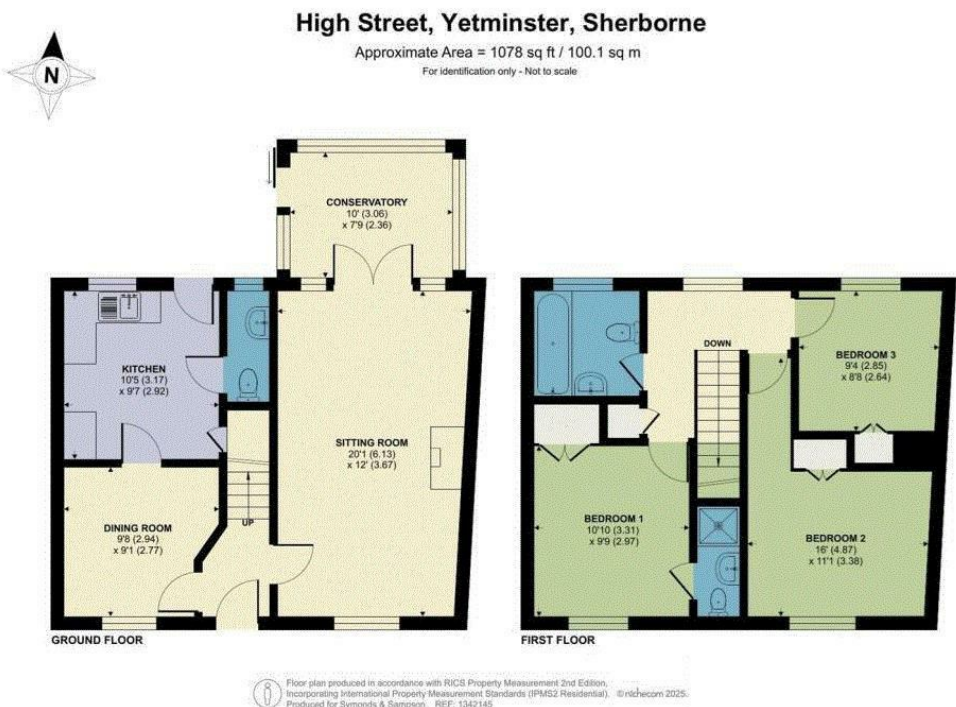 High Street, Yetminster, Sherborne
Approximate Area = 1078 sq ft / 100.1 sq m
For identification only - Not to scale
N
CONSERVATORY
10' (3.06)
x 7'9 (2.36)
KITCHEN
10'5 (3.17)
x 9'7 (2.92)
SITTING ROOM
20'1 (6.13)
x 12' (3.67)
UP
DINING ROOM
9'8 (2.94)
x 9'1 (2.77)
GROUND FLOOR
DOWN
BEDROOM 3
9'4 (2.85)
x 8'8 (2.64)
BEDROOM 1
10'10 (3.31)
x 9'9 (2.97)
BEDROOM 2
16' (4.87)
x 11'1 (3.38)
FIRST FLOOR
Floor plan produced in accordance with RICS Property Measurement 2nd Edition,
Incorporating International Property Measurement Standards (IPMS2 Residential). © nichecom 2025.
Produced for Symonds & Sampson. REF: 1342145